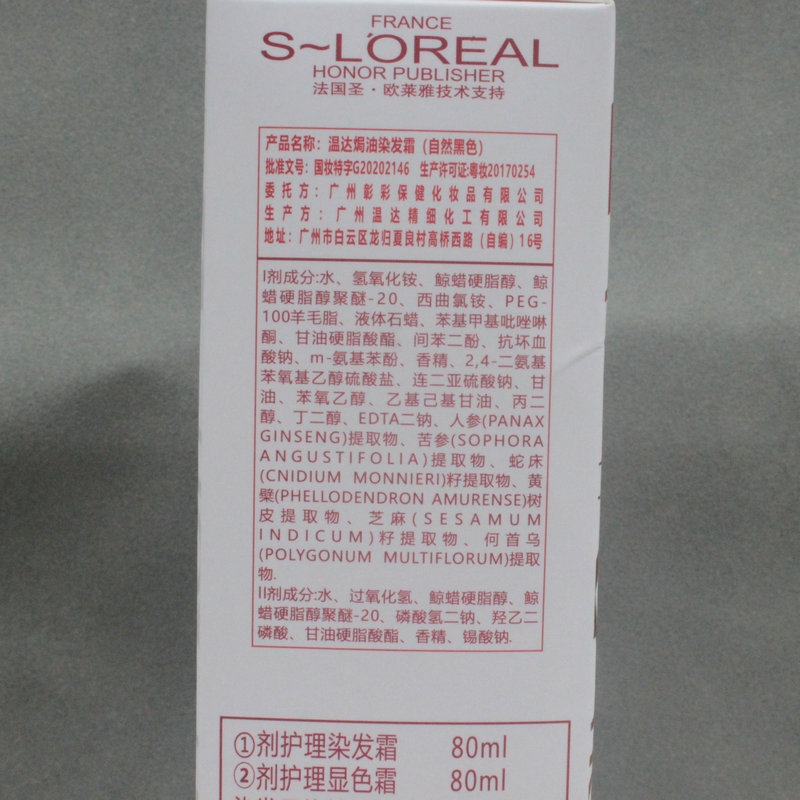 FRANCE
S~LÓREÁL
HONOR PUBLISHER
法国圣·欧莱雅技术支持
产品名称：温达焗油染发霜（自然黑色）
批准文号：国妆特字G20202146 生产许可证:粤妆20170254
委托方：广州彰彩保健化妆品有限公司
生产方：广州温达精细化工有限公司
地址：广州市白云区龙归夏良村高桥西路（自编）16号
I剂成分:水、氢氧化铵、鲸蜡硬脂醇、鲸
蜡硬脂醇聚醚-20、西曲氯铵、PEG-
100羊毛脂、液体石蜡、苯基甲基吡唑啉
酮、甘油硬脂酸酯、间苯二酚、抗坏血
酸钠、m-氨基苯酚、香精、2,4-二氨基
苯氧基乙醇硫酸盐、连二亚硫酸钠、甘
油、苯氧乙醇、乙基己基甘油、丙二
醇、丁二醇、EDTA二钠、人参(PANAX
GINSENG)提取物、苦参(SOPHORA
ANGUSTIFOLIA)提取物、蛇床
(CNIDIUM MONNIERI)籽提取物、黄
檗(PHELLODENDRON AMURENSE)树
皮提取物、芝麻(SESAMUM
INDICUM)籽提取物、何首乌
(POLYGONUM MULTIFLORUM)提取
物.
II剂成分:水、过氧化氢、鲸蜡硬脂醇、鲸
蜡硬脂醇聚醚-20、磷酸氢二钠、羟乙二
磷酸、甘油硬脂酸酯、香精、锡酸钠.
①剂护理染发霜 80ml
②剂护理显色霜 80ml